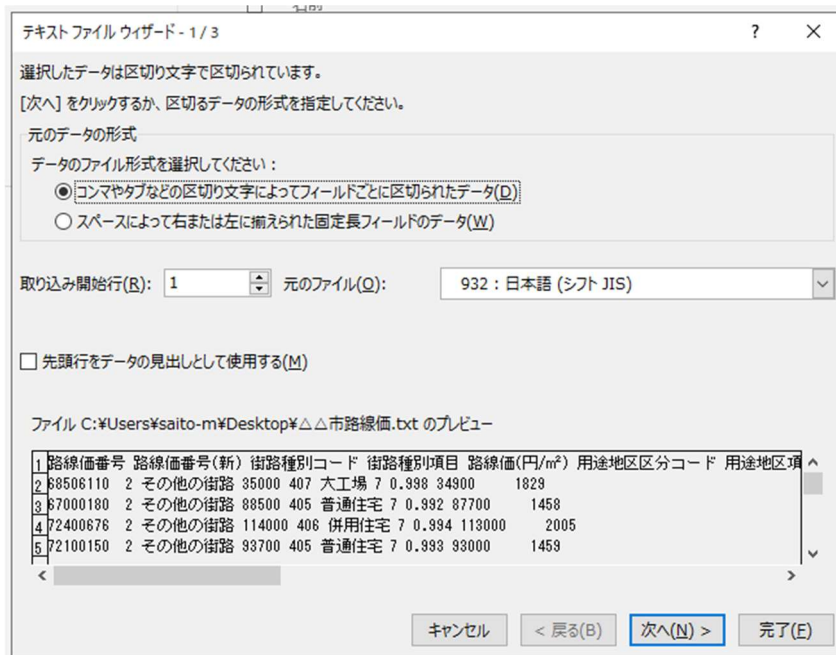 テキスト ファイル ウィザード - 1 / 3
?
選択したデータは区切り文字で区切られています。
[次へ] をクリックするか、区切るデータの形式を指定してください。
元のデータの形式
データのファイル形式を選択してください：
コンマやタブなどの区切り文字によってフィールドごとに区切られたデータ(D)
スペースによって右または左に揃えられた固定長フィールドのデータ(W)
取り込み開始行(R): 1 元のファイル(O): 932 : 日本語 (シフト JIS)
先頭行をデータの見出しとして使用する(M)
ファイル C:¥Users¥saito-m¥Desktop¥△△市路線価.txt のプレビュー
1 路線価番号 路線価番号(新) 街路種別コード 街路種別項目 路線価(円/m²) 用途地区区分コード 用途地区項
2 68506110 2 その他の街路 35000 407 大工場 7 0.998 34900 1829
3 67000180 2 その他の街路 88500 405 普通住宅 7 0.992 87700 1458
4 72400676 2 その他の街路 114000 406 併用住宅 7 0.994 113000 2005
5 72100150 2 その他の街路 93700 405 普通住宅 7 0.993 93000 1459
キャンセル < 戻る(B) 次へ(N) > 完了(F)